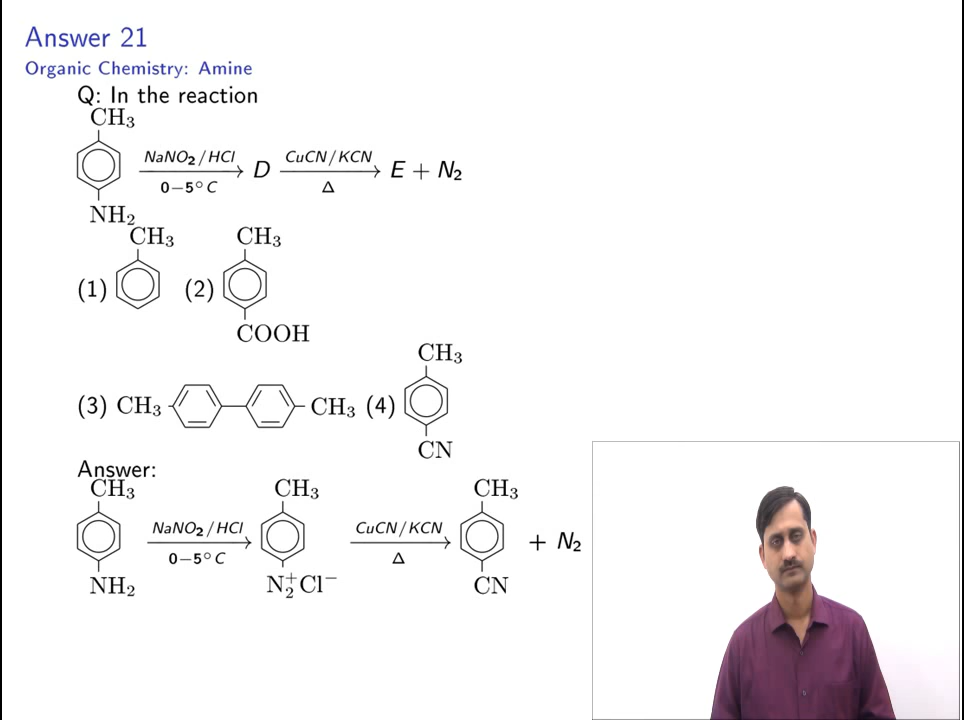 Answer 21
Organic Chemistry: Amine
Q: In the reaction
CH₃
NaNO₂/HCl
0−5°C
D
CuCN/KCN
Δ
E + N₂
NH₂
CH₃
CH₃
(1)
(2)
COOH
CH₃
(3) CH₃
CH₃ (4)
CN
Answer:
CH₃
CH₃
CH₃
NaNO₂/HCl
0−5°C
CuCN/KCN
Δ
+ N₂
NH₂
N₂⁺Cl⁻
CN